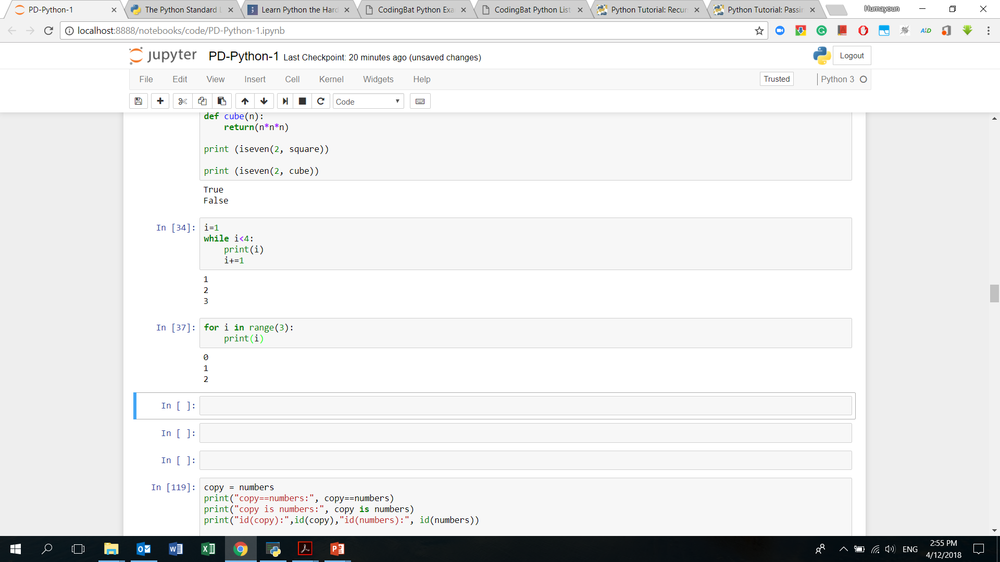 PD-Python-1
The Python Standard L
Learn Python the Hard
CodingBat Python Exa
CodingBat Python List
Python Tutorial: Recur
Python Tutorial: Passin
Humayoun
localhost:8888/notebooks/code/PD-Python-1.ipynb
jupyter PD-Python-1 Last Checkpoint: 20 minutes ago (unsaved changes)
Logout
File Edit View Insert Cell Kernel Widgets Help
Trusted
Python 3
Code
def cube(n):
    return(n*n*n)
print (iseven(2, square))
print (iseven(2, cube))
True
False
In [34]:
i=1
while i<4:
    print(i)
    i+=1
1
2
3
In [37]:
for i in range(3):
    print(i)
0
1
2
In [ ]:
In [ ]:
In [ ]:
In [119]:
copy = numbers
print("copy==numbers:", copy==numbers)
print("copy is numbers:", copy is numbers)
print("id(copy):",id(copy),"id(numbers):", id(numbers))
ENG
2:55 PM
4/12/2018